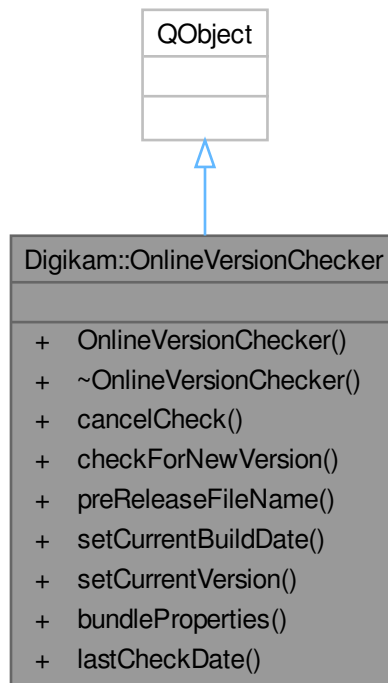 QObject
Digikam::OnlineVersionChecker
+ OnlineVersionChecker()
+ ~OnlineVersionChecker()
+ cancelCheck()
+ checkForNewVersion()
+ preReleaseFileName()
+ setCurrentBuildDate()
+ setCurrentVersion()
+ bundleProperties()
+ lastCheckDate()